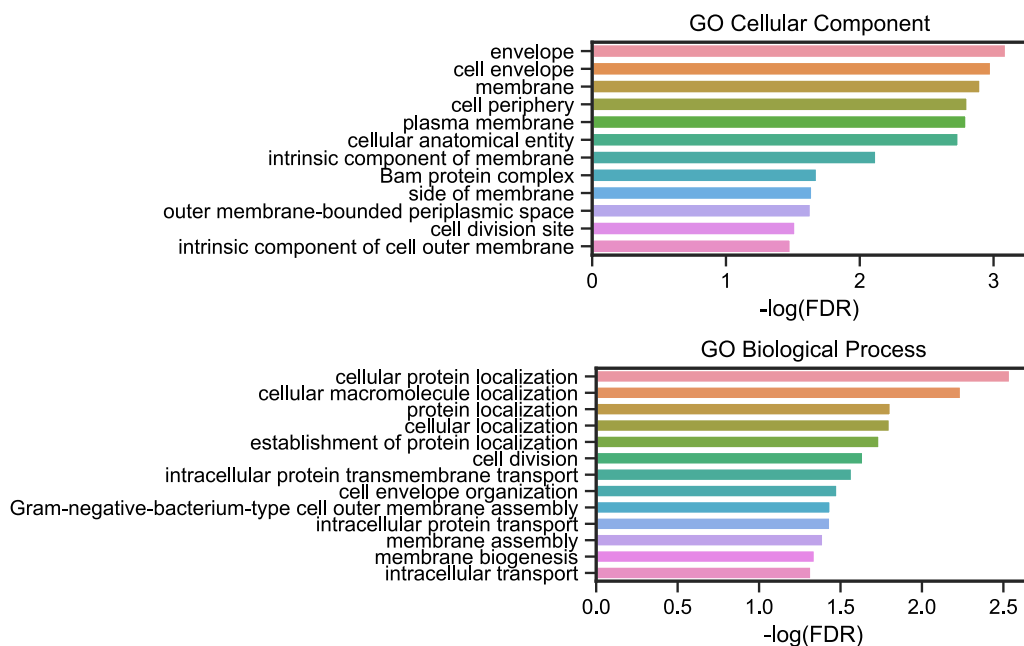 GO Cellular Component
envelope
cell envelope
membrane
cell periphery
plasma membrane
cellular anatomical entity
intrinsic component of membrane
Bam protein complex
side of membrane
outer membrane-bounded periplasmic space
cell division site
intrinsic component of cell outer membrane
0 1 2 3
-log(FDR)
GO Biological Process
cellular protein localization
cellular macromolecule localization
protein localization
cellular localization
establishment of protein localization
cell division
intracellular protein transmembrane transport
cell envelope organization
Gram-negative-bacterium-type cell outer membrane assembly
intracellular protein transport
membrane assembly
membrane biogenesis
intracellular transport
0.0 0.5 1.0 1.5 2.0 2.5
-log(FDR)